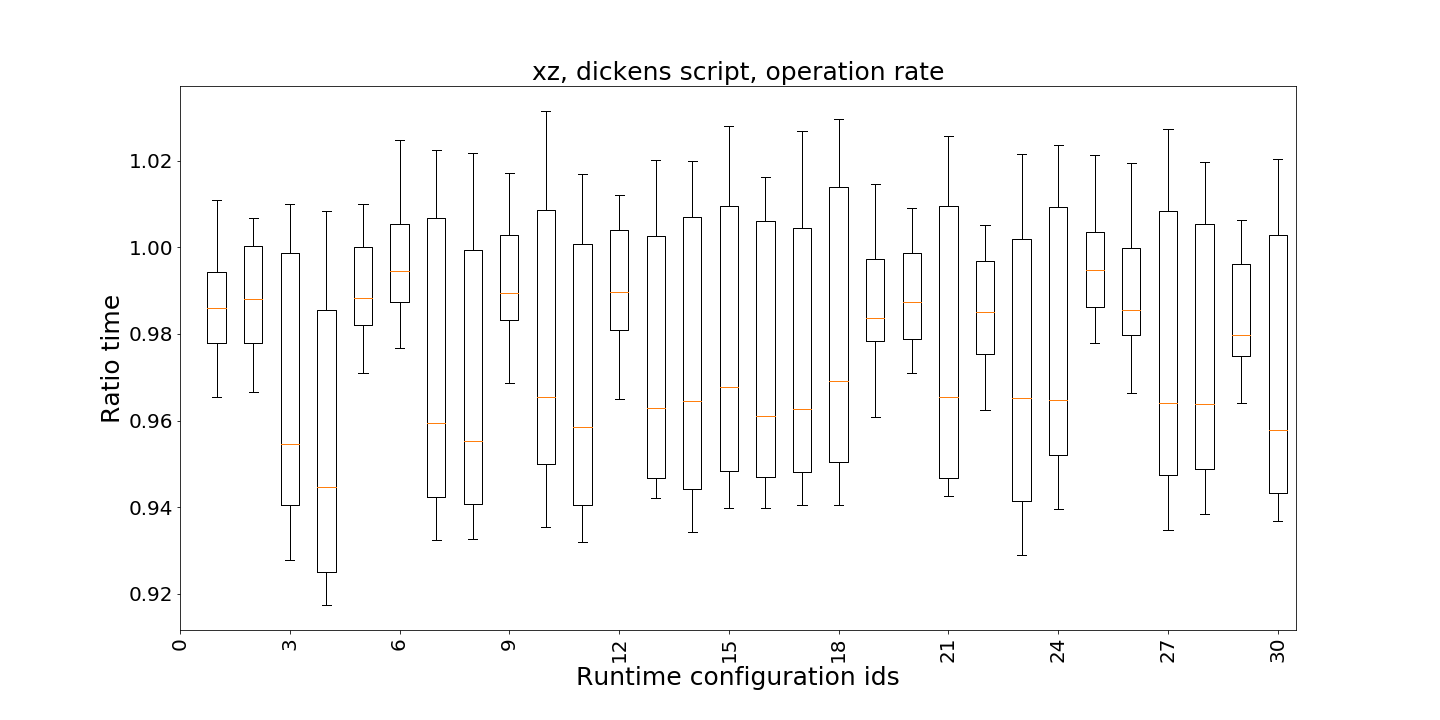 xz, dickens script, operation rate
Ratio time
1.02
1.00
0.98
0.96
0.94
0.92
0 3 6 9 12 15 18 21 24 27 30
Runtime configuration ids